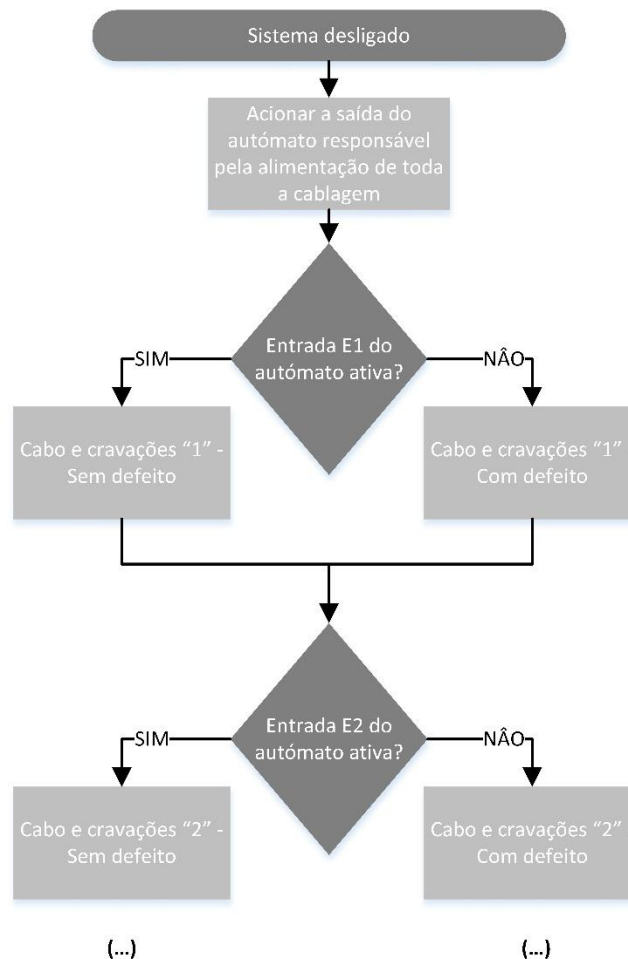 Sistema desligado
Acionar a saída do
autómato responsável
pela alimentação de toda
a cablagem
Entrada E1 do
autómato ativa?
SIM
NÂO
Cabo e cravações “1” -
Sem defeito
Cabo e cravações “1”
Com defeito
Entrada E2 do
autómato ativa?
SIM
NÂO
Cabo e cravações “2” -
Sem defeito
Cabo e cravações “2”
Com defeito
(...)
(...)